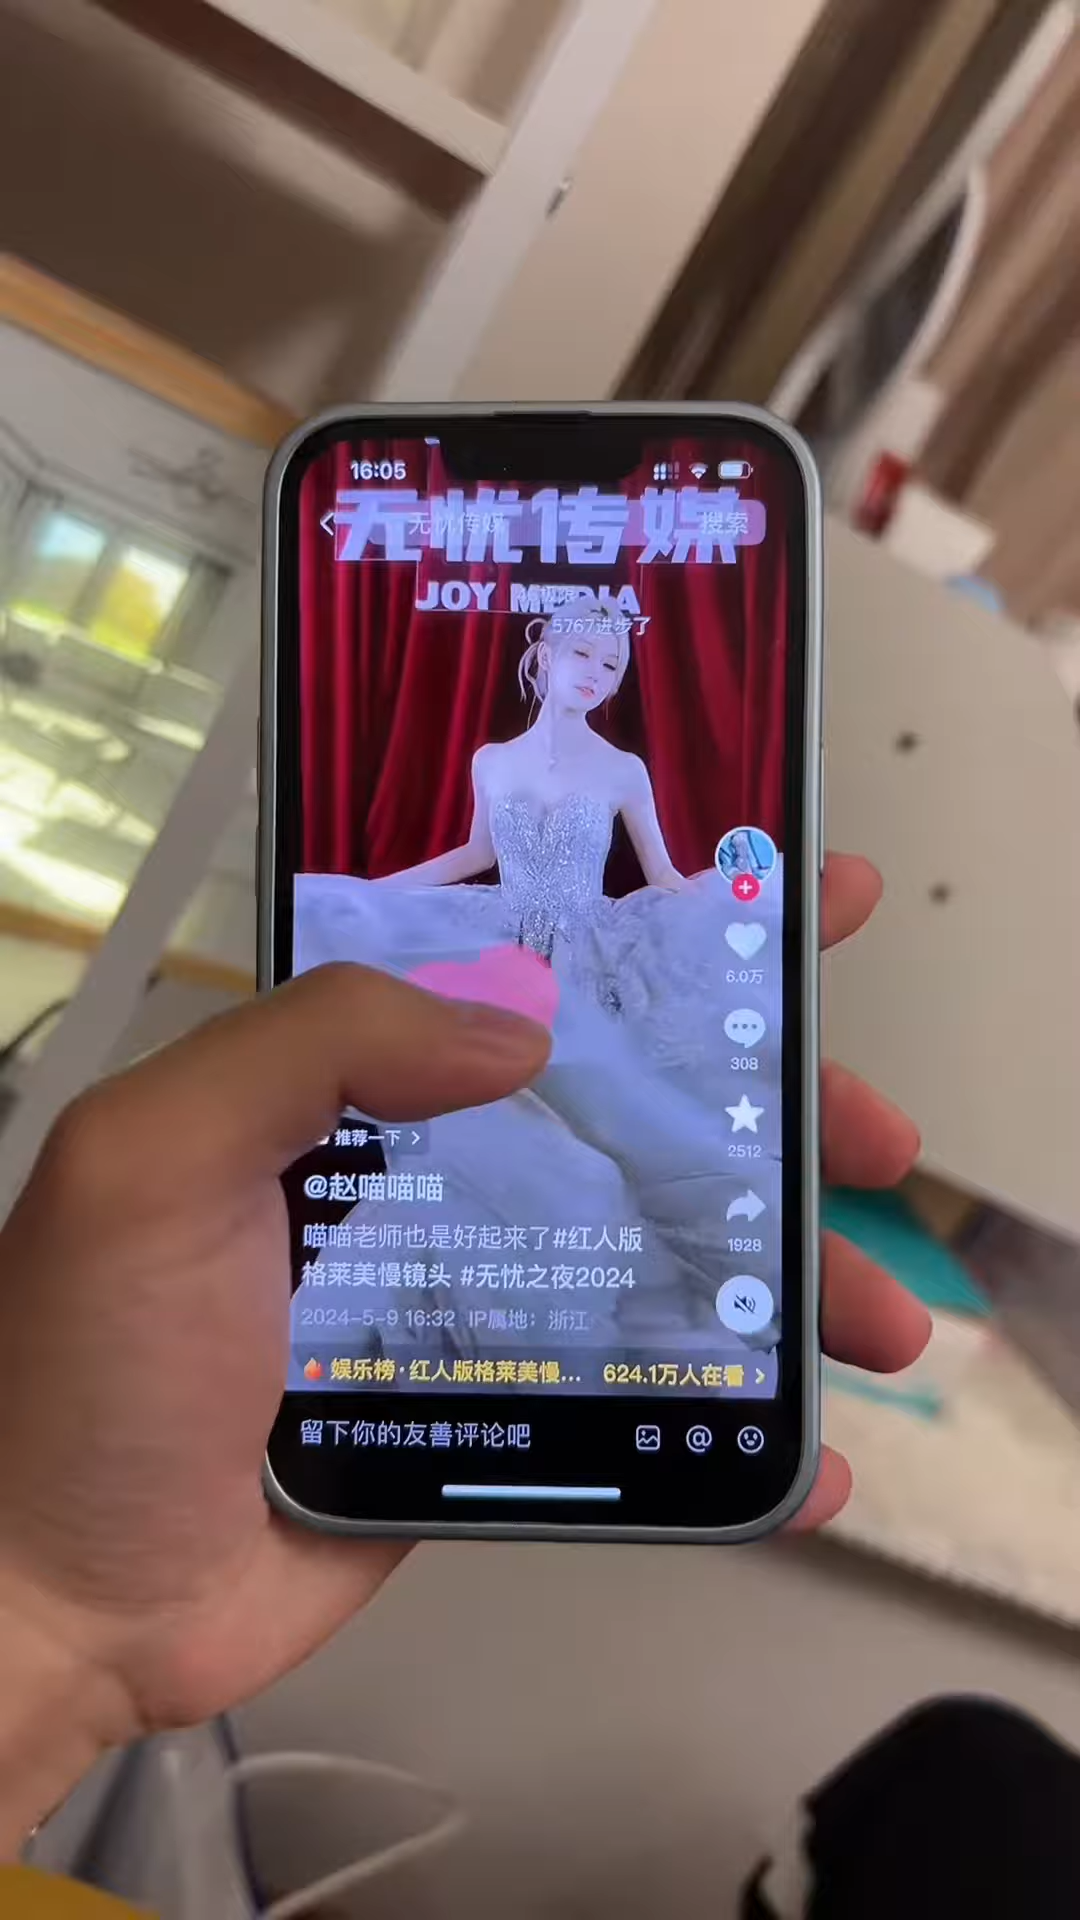 16:05
无忧传媒
无忧传媒 搜索
JOY MEDIA
5767进步了
6.0万
308
2512
1928
推荐一下 >
@赵喵喵喵
喵喵老师也是好起来了#红人版
格莱美慢镜头 #无忧之夜2024
2024-5-9 16:32 IP属地：浙江
娱乐榜·红人版格莱美慢... 624.1万人在看 >
留下你的友善评论吧